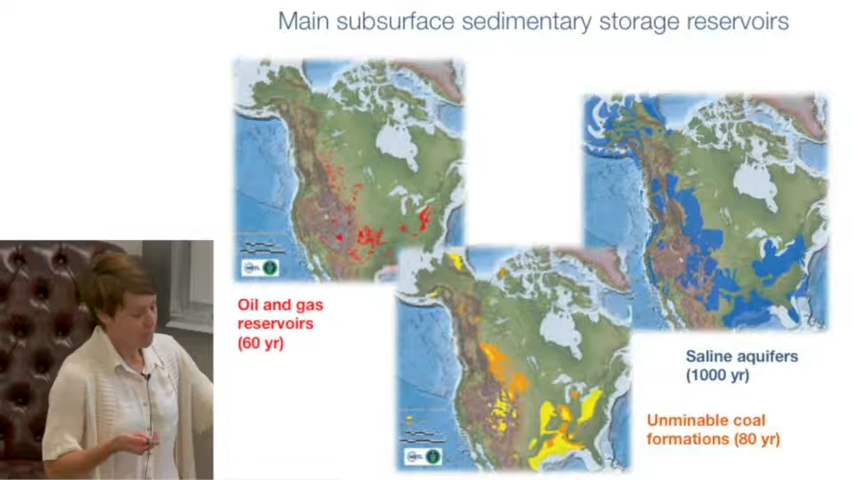 Main subsurface sedimentary storage reservoirs
Oil and gas
reservoirs
(60 yr)
Saline aquifers
(1000 yr)
Unminable coal
formations (80 yr)
NETL